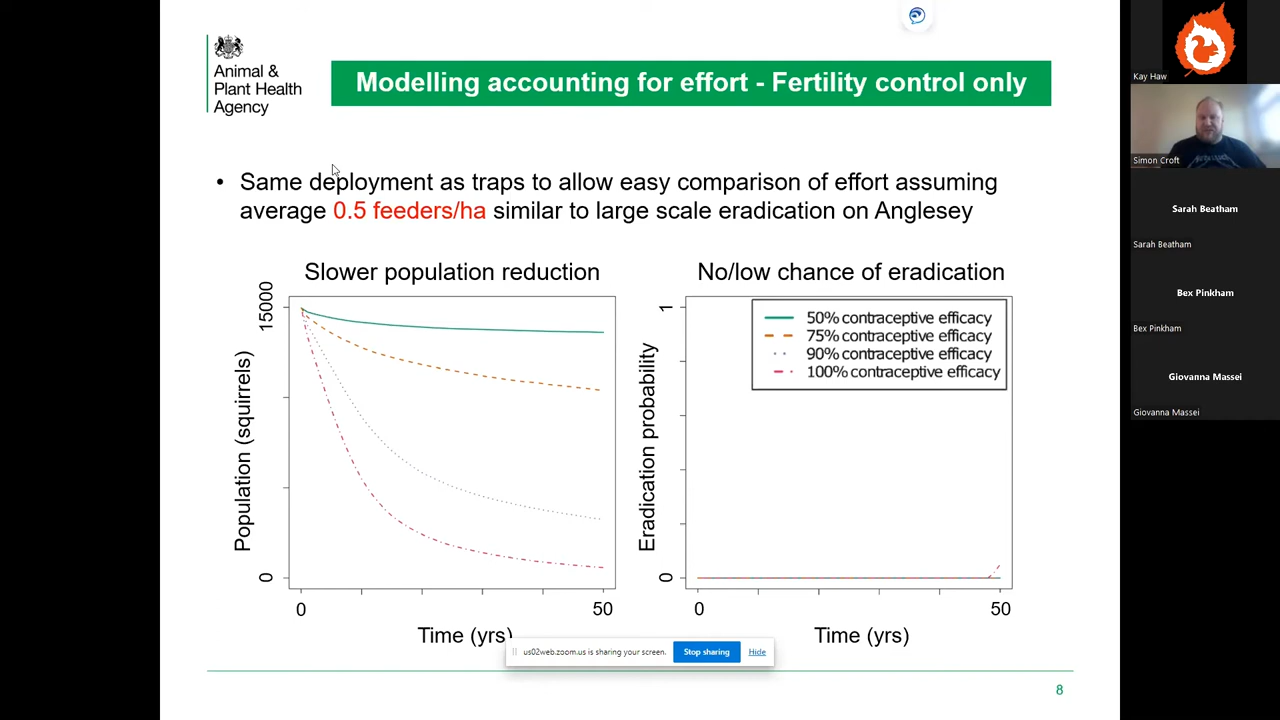 Animal &
Plant Health
Agency
Modelling accounting for effort - Fertility control only
• Same deployment as traps to allow easy comparison of effort assuming
average 0.5 feeders/ha similar to large scale eradication on Anglesey
Slower population reduction
Population (squirrels)
15000
0
0
50
Time (yrs)
No/low chance of eradication
Eradication probability
1
0
50% contraceptive efficacy
75% contraceptive efficacy
90% contraceptive efficacy
100% contraceptive efficacy
0
50
Time (yrs)
us02web.zoom.us is sharing your screen.
Stop sharing
Hide
8
Kay Haw
Simon Croft
Sarah Beatham
Sarah Beatham
Bex Pinkham
Bex Pinkham
Giovanna Massei
Giovanna Massei